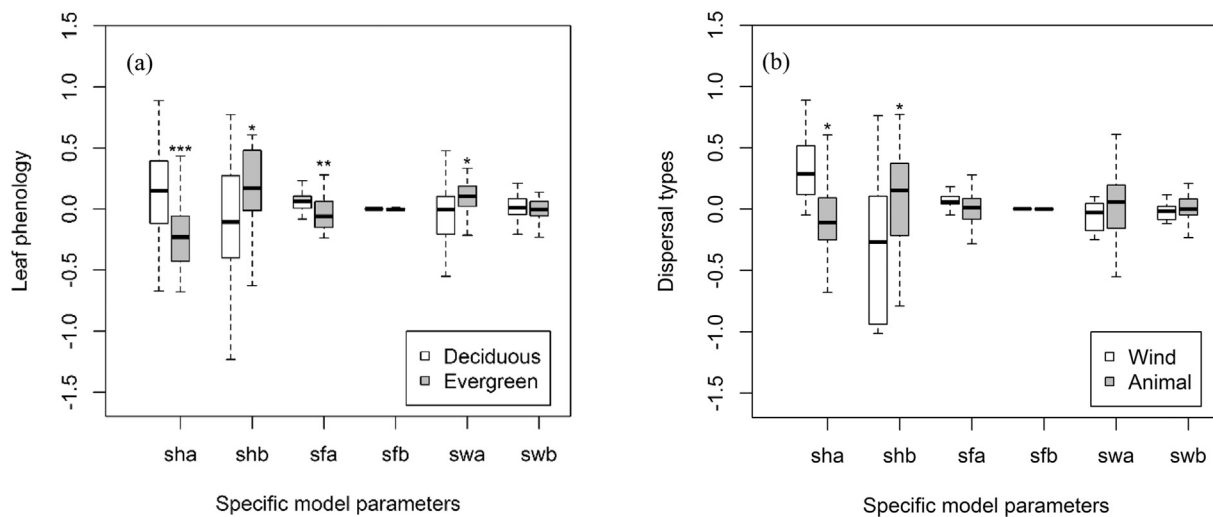 (a)
Leaf phenology
1.5
1.0
0.5
0.0
-0.5
-1.0
-1.5
***
*
**
*
Deciduous
Evergreen
sha shb sfa sfb swa swb
Specific model parameters
(b)
Dispersal types
1.5
1.0
0.5
0.0
-0.5
-1.0
-1.5
*
*
Wind
Animal
sha shb sfa sfb swa swb
Specific model parameters